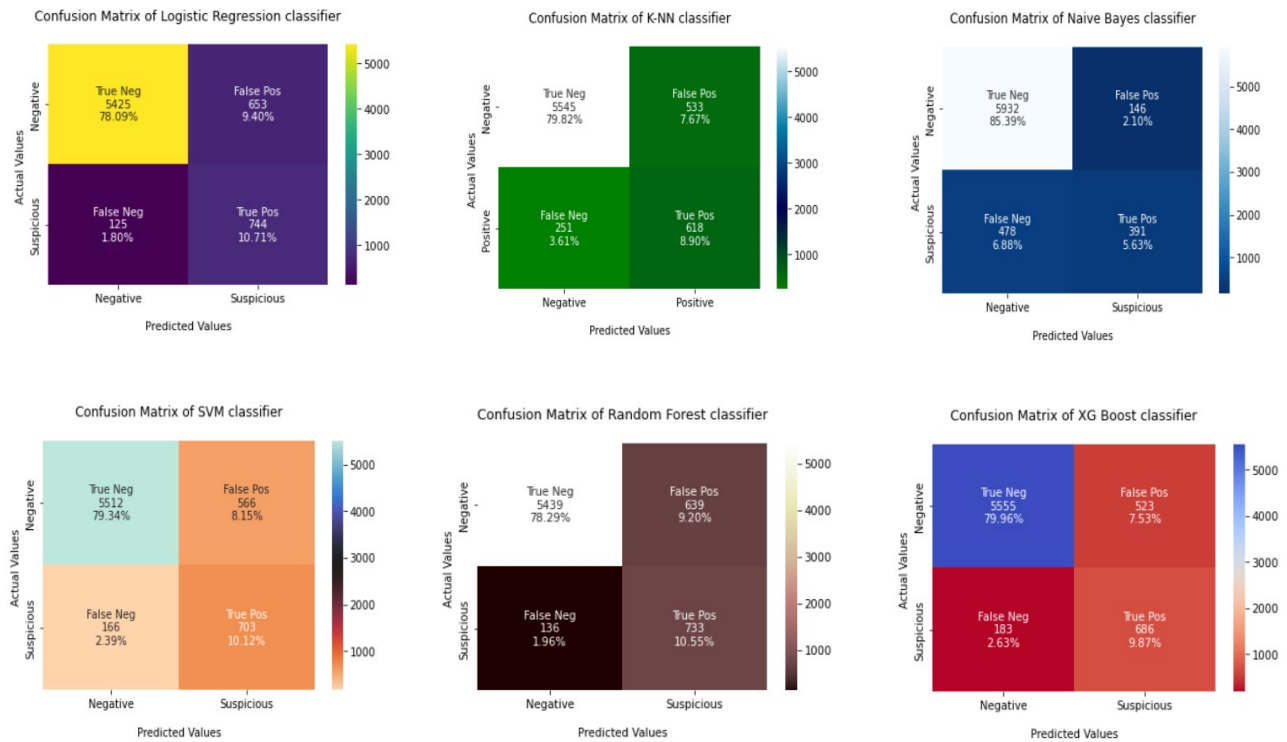 Confusion Matrix of Logistic Regression classifier
Actual Values
Negative
Suspicious
True Neg
5425
78.09%
False Pos
653
9.40%
False Neg
125
1.80%
True Pos
744
10.71%
5000
4000
3000
2000
1000
Negative
Suspicious
Predicted Values
Confusion Matrix of K-NN classifier
Actual Values
Negative
Positive
True Neg
5545
79.82%
False Pos
533
7.67%
False Neg
251
3.61%
True Pos
618
8.90%
5000
4000
3000
2000
1000
Negative
Positive
Predicted Values
Confusion Matrix of Naive Bayes classifier
Actual Values
Negative
Suspicious
True Neg
5932
85.39%
False Pos
146
2.10%
False Neg
478
6.88%
True Pos
391
5.63%
5000
4000
3000
2000
1000
Negative
Suspicious
Predicted Values
Confusion Matrix of SVM classifier
Actual Values
Negative
Suspicious
True Neg
5512
79.34%
False Pos
566
8.15%
False Neg
166
2.39%
True Pos
703
10.12%
5000
4000
3000
2000
1000
Negative
Suspicious
Predicted Values
Confusion Matrix of Random Forest classifier
Actual Values
Negative
Suspicious
True Neg
5439
78.29%
False Pos
639
9.20%
False Neg
136
1.96%
True Pos
733
10.55%
5000
4000
3000
2000
1000
Negative
Suspicious
Predicted Values
Confusion Matrix of XG Boost classifier
Actual Values
Negative
Suspicious
True Neg
5555
79.96%
False Pos
523
7.53%
False Neg
183
2.63%
True Pos
686
9.87%
5000
4000
3000
2000
1000
Negative
Suspicious
Predicted Values